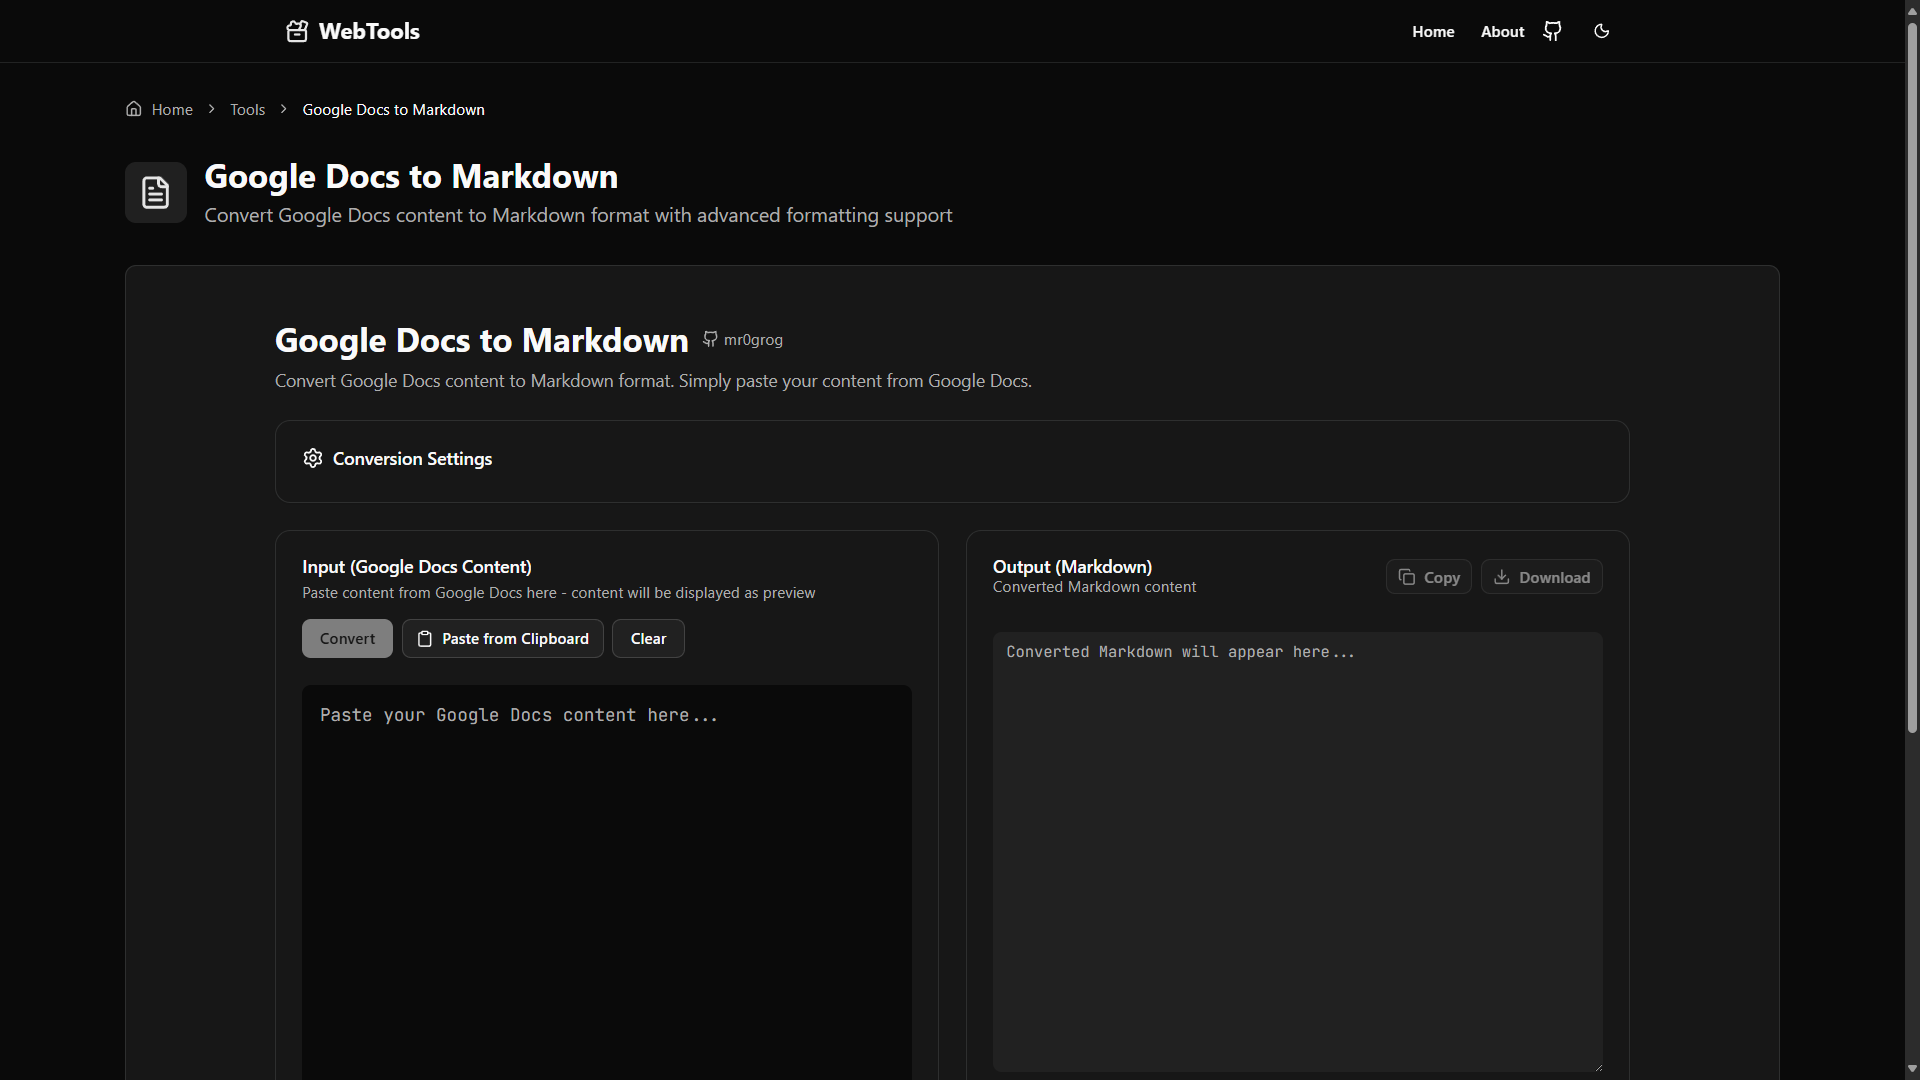 WebTools
Home About
Home > Tools > Google Docs to Markdown
Google Docs to Markdown
Convert Google Docs content to Markdown format with advanced formatting support
Google Docs to Markdown mr0grog
Convert Google Docs content to Markdown format. Simply paste your content from Google Docs.
Conversion Settings
Input (Google Docs Content)
Paste content from Google Docs here - content will be displayed as preview
Convert Paste from Clipboard Clear
Paste your Google Docs content here...
Output (Markdown)
Converted Markdown content
Copy Download
Converted Markdown will appear here...